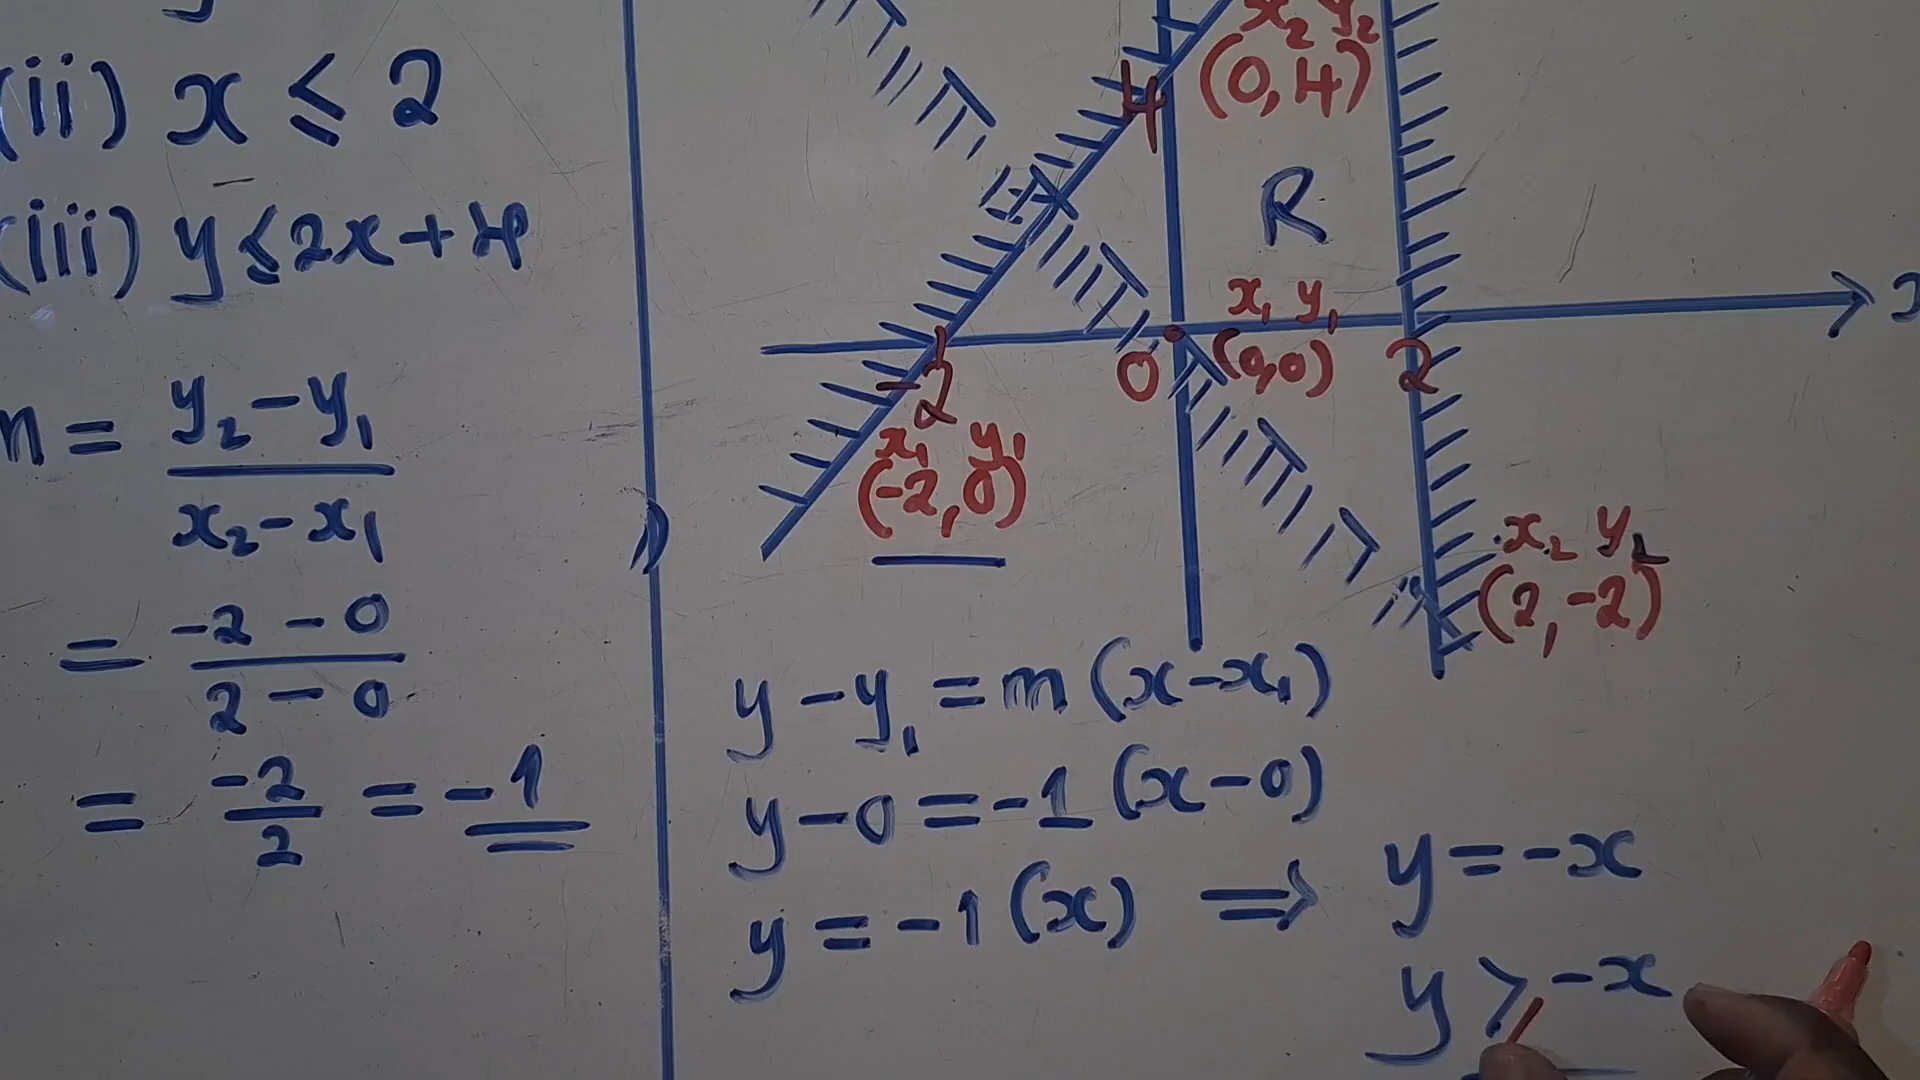 (ii) x ≤ 2
(iii) y ≤ 2x + 4
m = y₂ - y₁
x₂ - x₁
= -2 - 0
2 - 0
= -2/2 = -1
x₂ y₂
(0, 4)
4
R
x₁ y₁
(0,0)
0
2
-2
x₁ y₁
(-2, 0)
x₂ y₂
(2, -2)
y - y₁ = m (x - x₁)
y - 0 = -1 (x - 0)
y = -1 (x) ⟹ y = -x
y > -x